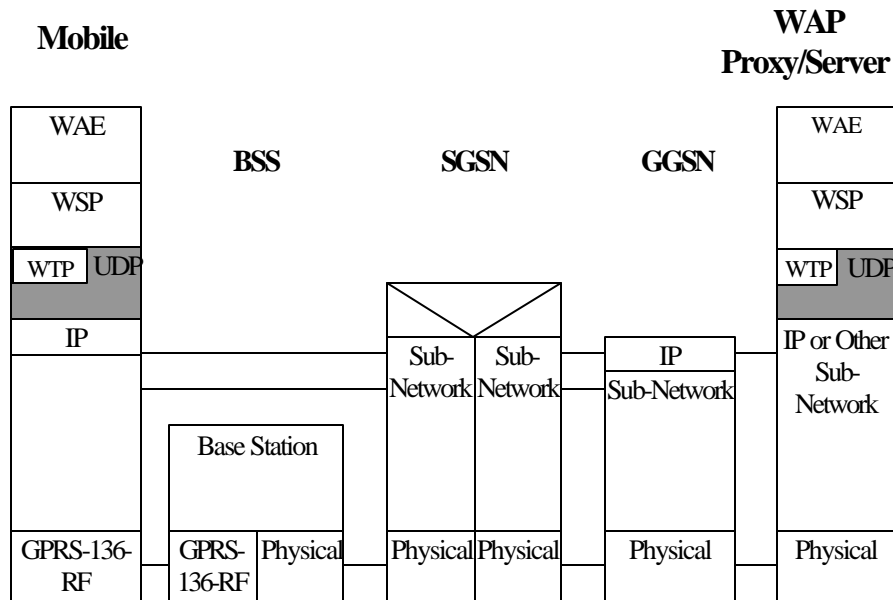 Mobile
WAP
Proxy/Server
BSS
SGSN
GGSN
WAE
WSP
WTP
UDP
IP
GPRS-136-
RF
Base Station
GPRS-
136-RF
Physical
Sub-
Network
Physical
Sub-
Network
Physical
IP
Sub-Network
Physical
WAE
WSP
WTP
UDP
IP or Other
Sub-
Network
Physical